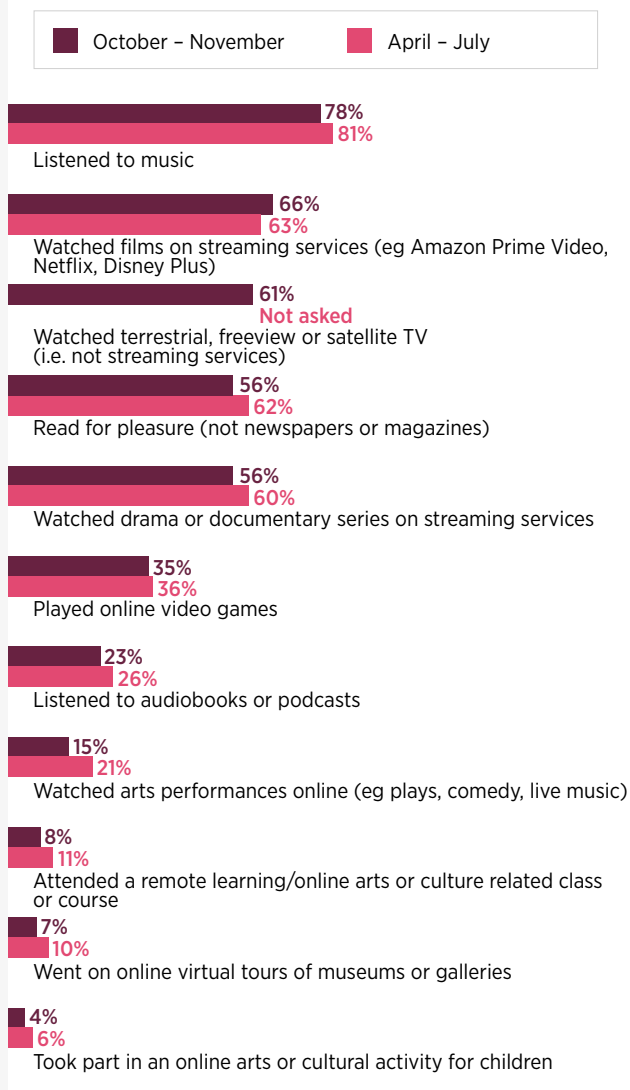 October – November
April – July
78%
81%
Listened to music
66%
63%
Watched films on streaming services (eg Amazon Prime Video,
Netflix, Disney Plus)
61%
Not asked
Watched terrestrial, freeview or satellite TV
(i.e. not streaming services)
56%
62%
Read for pleasure (not newspapers or magazines)
56%
60%
Watched drama or documentary series on streaming services
35%
36%
Played online video games
23%
26%
Listened to audiobooks or podcasts
15%
21%
Watched arts performances online (eg plays, comedy, live music)
8%
11%
Attended a remote learning/online arts or culture related class
or course
7%
10%
Went on online virtual tours of museums or galleries
4%
6%
Took part in an online arts or cultural activity for children